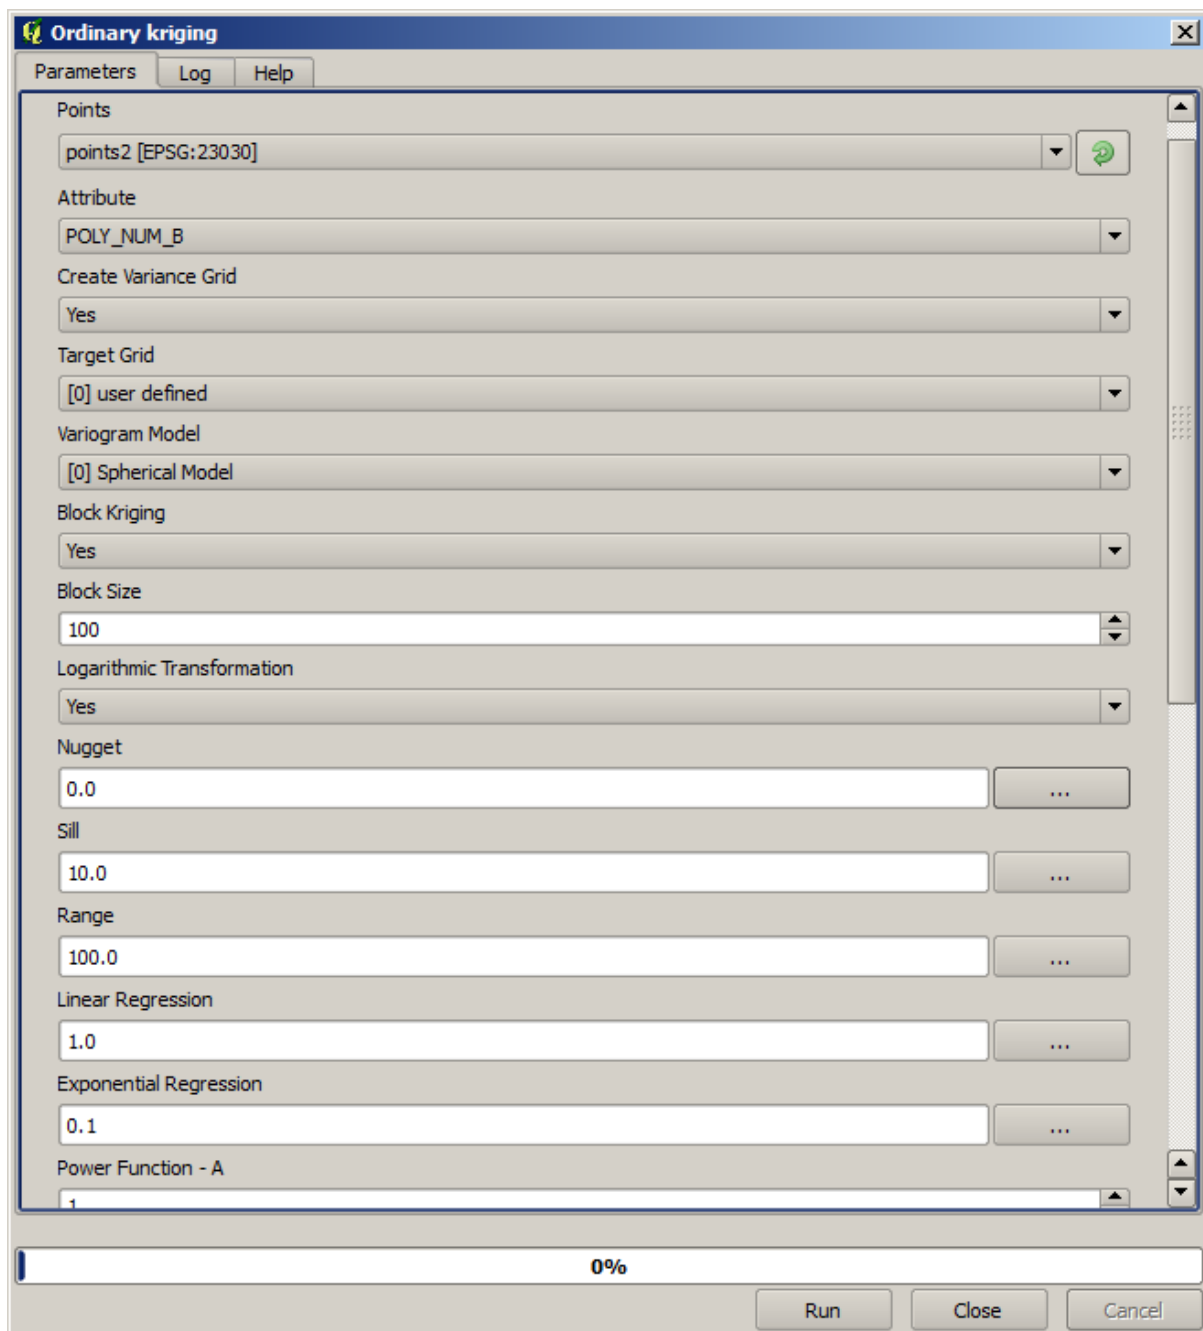 Ordinary kriging
Parameters Log Help
Points
points2 [EPSG:23030]
Attribute
POLY_NUM_B
Create Variance Grid
Yes
Target Grid
[0] user defined
Variogram Model
[0] Spherical Model
Block Kriging
Yes
Block Size
100
Logarithmic Transformation
Yes
Nugget
0.0 ...
Sill
10.0 ...
Range
100.0 ...
Linear Regression
1.0 ...
Exponential Regression
0.1 ...
Power Function - A
1
0%
Run Close Cancel